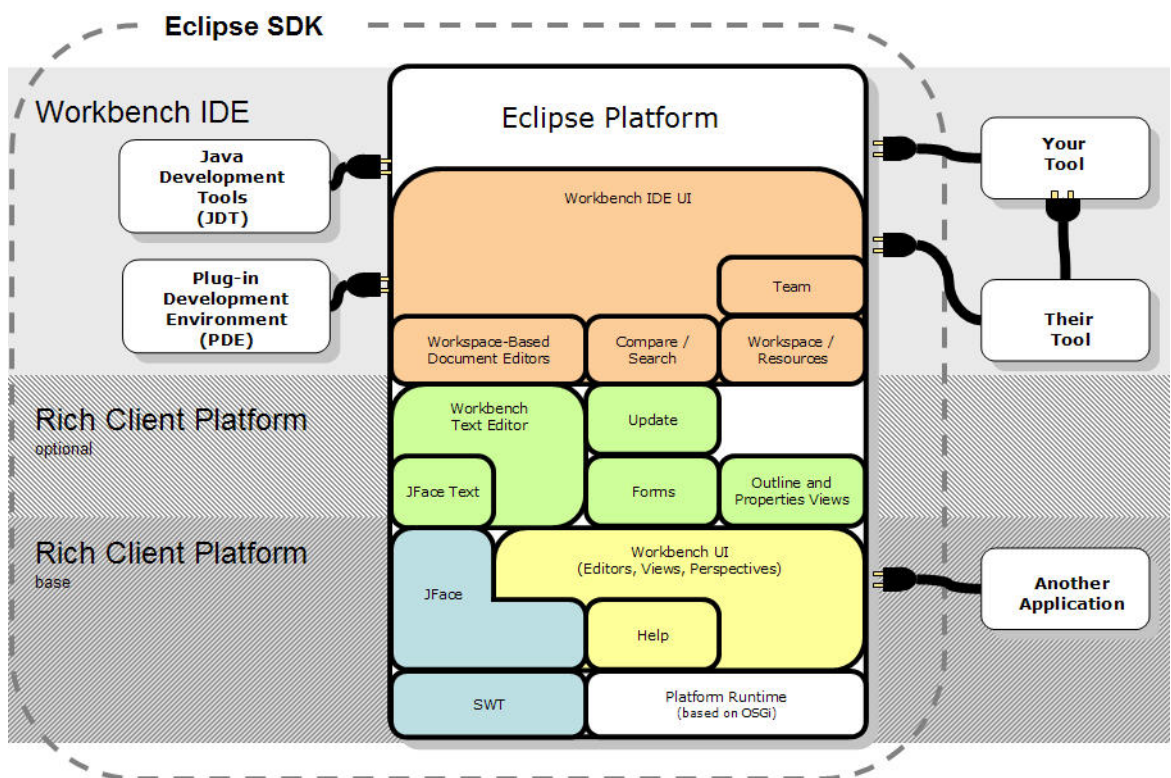 Eclipse SDK
Workbench IDE
Eclipse Platform
Java
Development
Tools
(JDT)
Your
Tool
Workbench IDE UI
Plug-in
Development
Environment
(PDE)
Team
Their
Tool
Workspace-Based
Document Editors
Compare /
Search
Workspace /
Resources
Rich Client Platform
optional
Workbench
Text Editor
Update
JFace Text
Forms
Outline and
Properties Views
Rich Client Platform
base
Workbench UI
(Editors, Views, Perspectives)
JFace
Another
Application
Help
SWT
Platform Runtime
(based on OSGi)